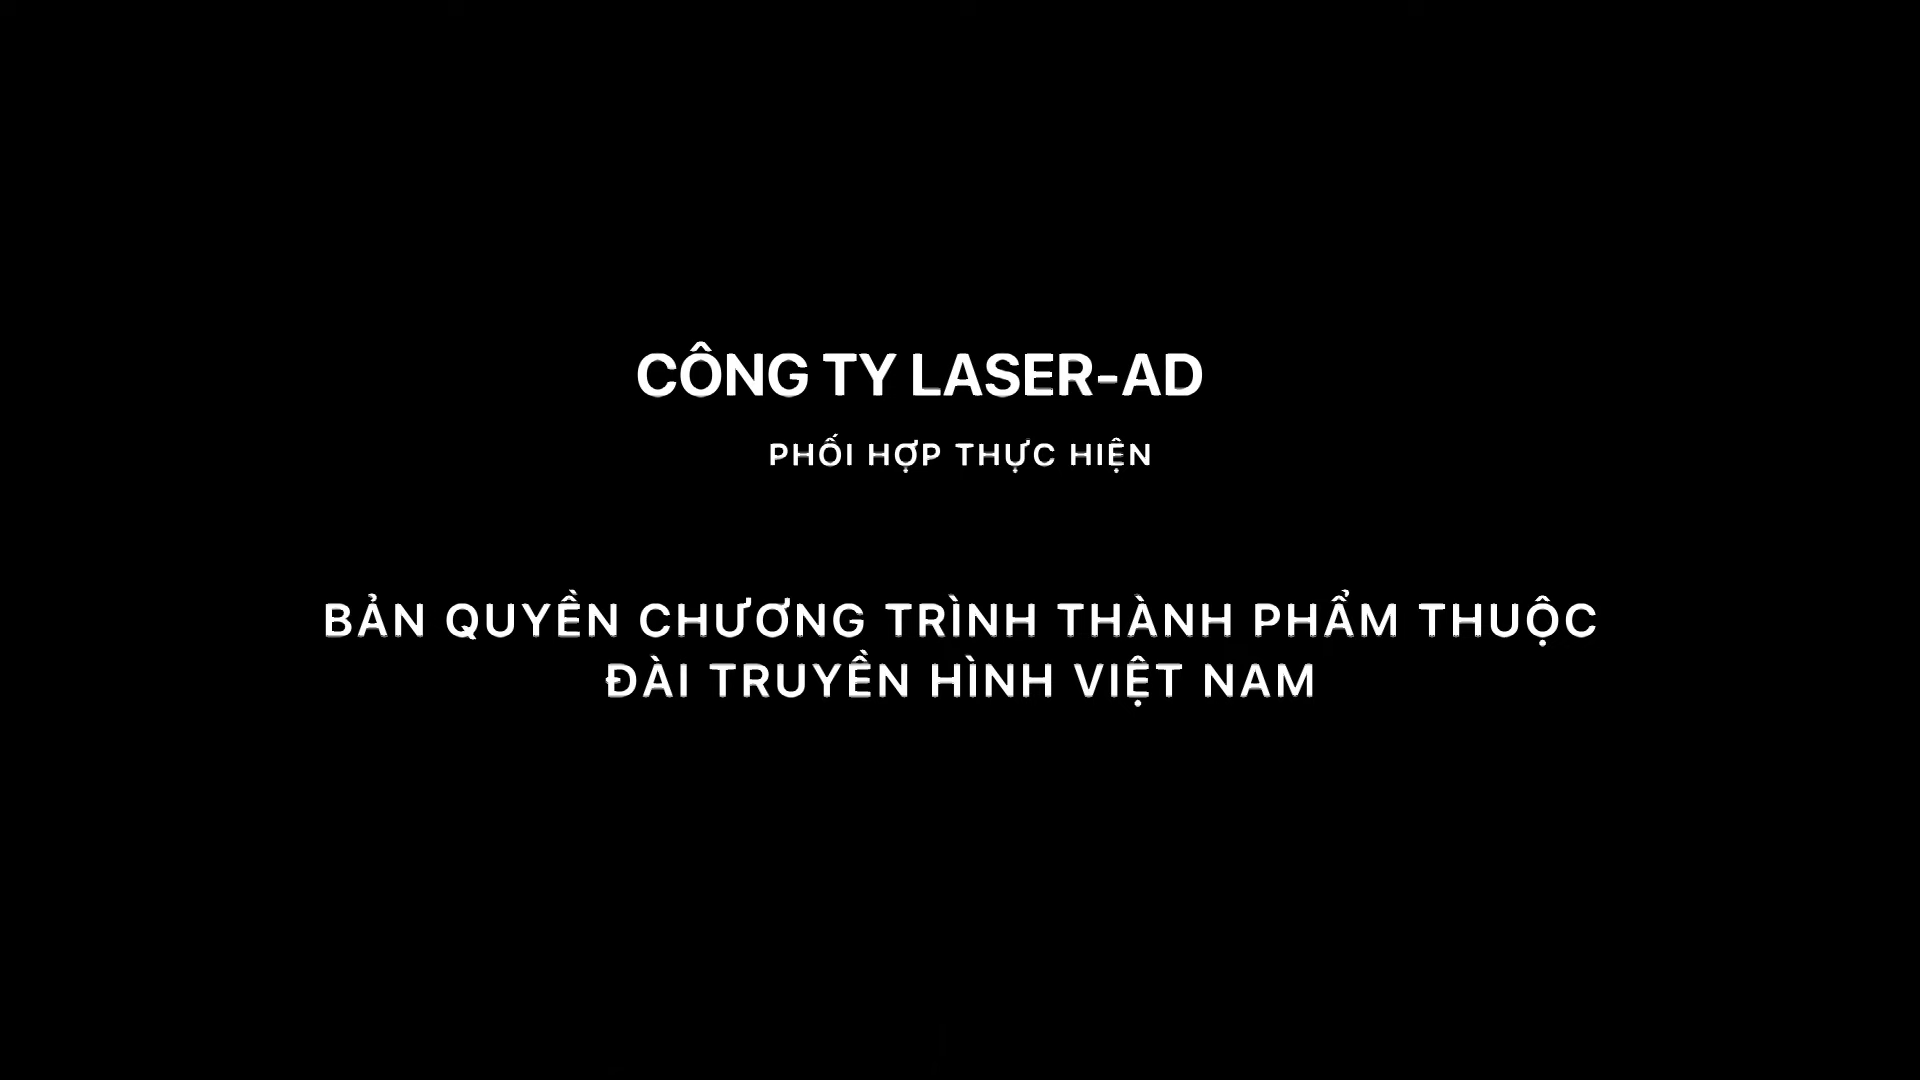 CÔNG TY LASER-AD
PHỐI HỢP THỰC HIỆN
BẢN QUYỀN CHƯƠNG TRÌNH THÀNH PHẨM THUỘC
ĐÀI TRUYỀN HÌNH VIỆT NAM